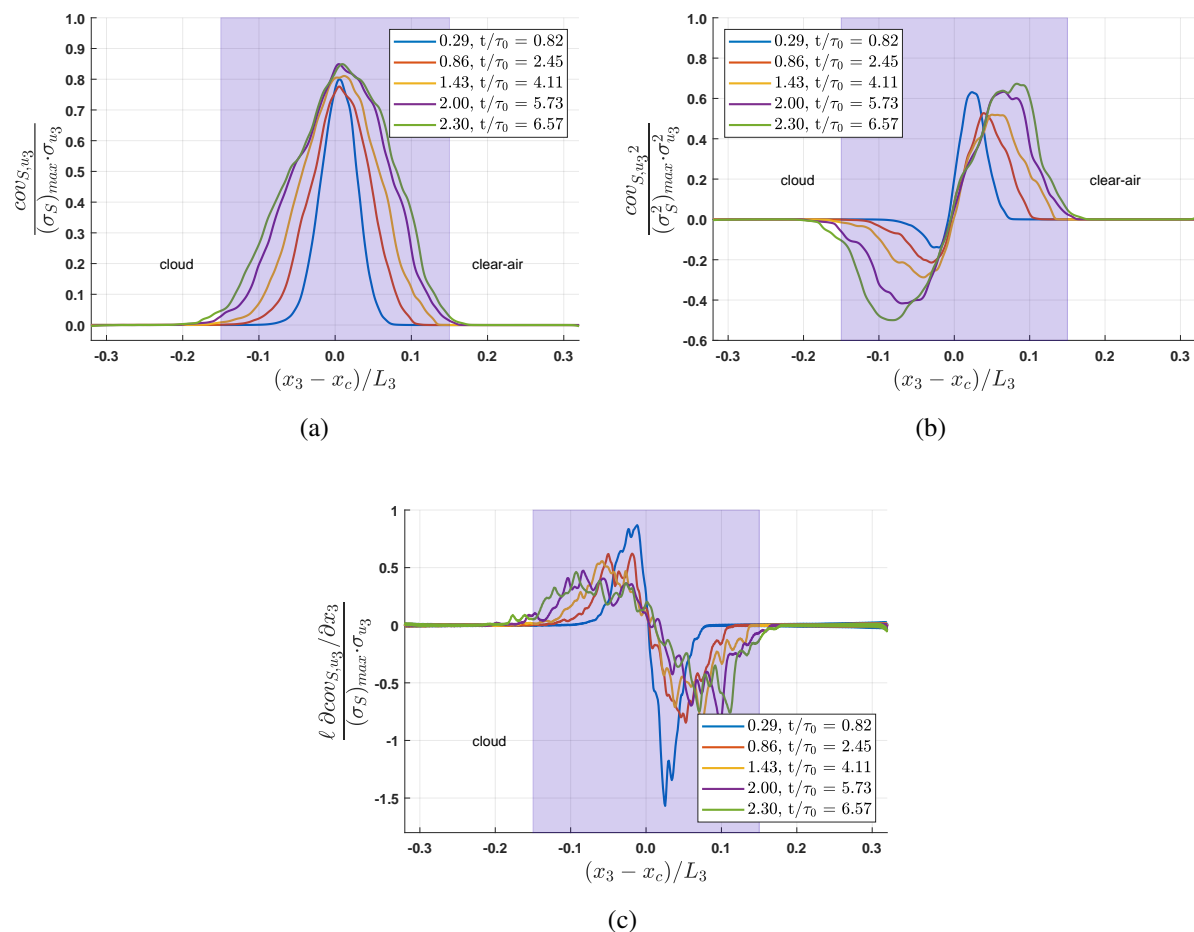 1.0
0.9
0.8
0.7
0.6
0.5
0.4
0.3
0.2
0.1
0.0
cov_{S,u_3}
(σ_S)_{max}·σ_{u_3}
0.29, t/τ_0 = 0.82
0.86, t/τ_0 = 2.45
1.43, t/τ_0 = 4.11
2.00, t/τ_0 = 5.73
2.30, t/τ_0 = 6.57
cloud
clear-air
-0.3 -0.2 -0.1 0.0 0.1 0.2 0.3
(x_3 − x_c)/L_3
(a)
1.0
0.8
0.6
0.4
0.2
0.0
-0.2
-0.4
-0.6
cov_{S,u_3^2}
(σ_S^2)_{max}·σ_{u_3}^2
0.29, t/τ_0 = 0.82
0.86, t/τ_0 = 2.45
1.43, t/τ_0 = 4.11
2.00, t/τ_0 = 5.73
2.30, t/τ_0 = 6.57
cloud
clear-air
-0.3 -0.2 -0.1 0.0 0.1 0.2 0.3
(x_3 − x_c)/L_3
(b)
1
0.5
0
-0.5
-1
-1.5
ℓ ∂cov_{S,u_3}/∂x_3
(σ_S)_{max}·σ_{u_3}
cloud
0.29, t/τ_0 = 0.82
0.86, t/τ_0 = 2.45
1.43, t/τ_0 = 4.11
2.00, t/τ_0 = 5.73
2.30, t/τ_0 = 6.57
-0.3 -0.2 -0.1 0.0 0.1 0.2 0.3
(x_3 − x_c)/L_3
(c)